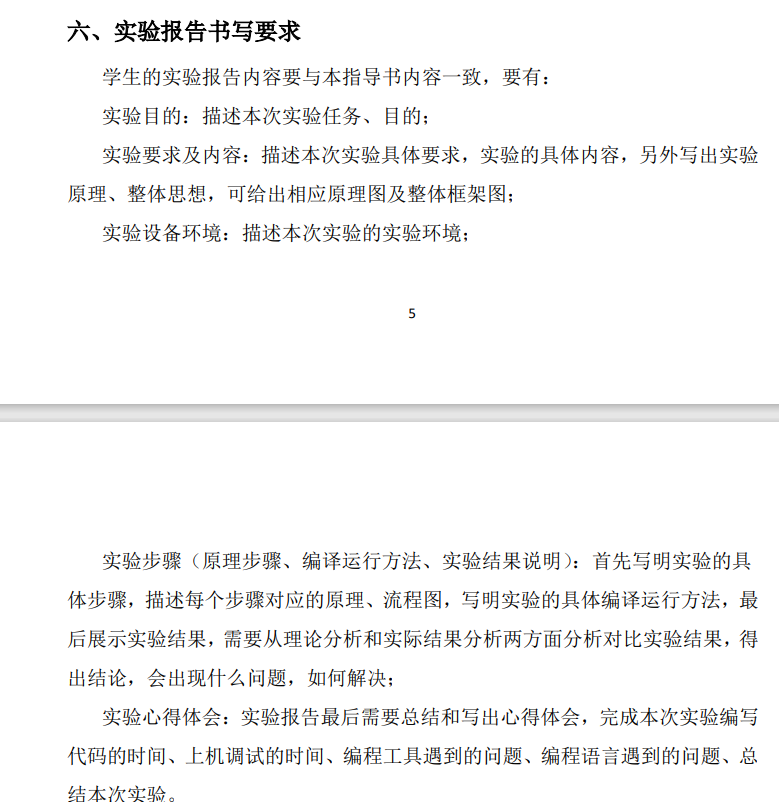 六、实验报告书写要求
学生的实验报告内容要与本指导书内容一致，要有：
实验目的：描述本次实验任务、目的；
实验要求及内容：描述本次实验具体要求，实验的具体内容，另外写出实验
原理、整体思想，可给出相应原理图及整体框架图；
实验设备环境：描述本次实验的实验环境；
5
实验步骤（原理步骤、编译运行方法、实验结果说明）：首先写明实验的具
体步骤，描述每个步骤对应的原理、流程图，写明实验的具体编译运行方法，最
后展示实验结果，需要从理论分析和实际结果分析两方面分析对比实验结果，得
出结论，会出现什么问题，如何解决；
实验心得体会：实验报告最后需要总结和写出心得体会，完成本次实验编写
代码的时间、上机调试的时间、编程工具遇到的问题、编程语言遇到的问题、总
结本次实验。